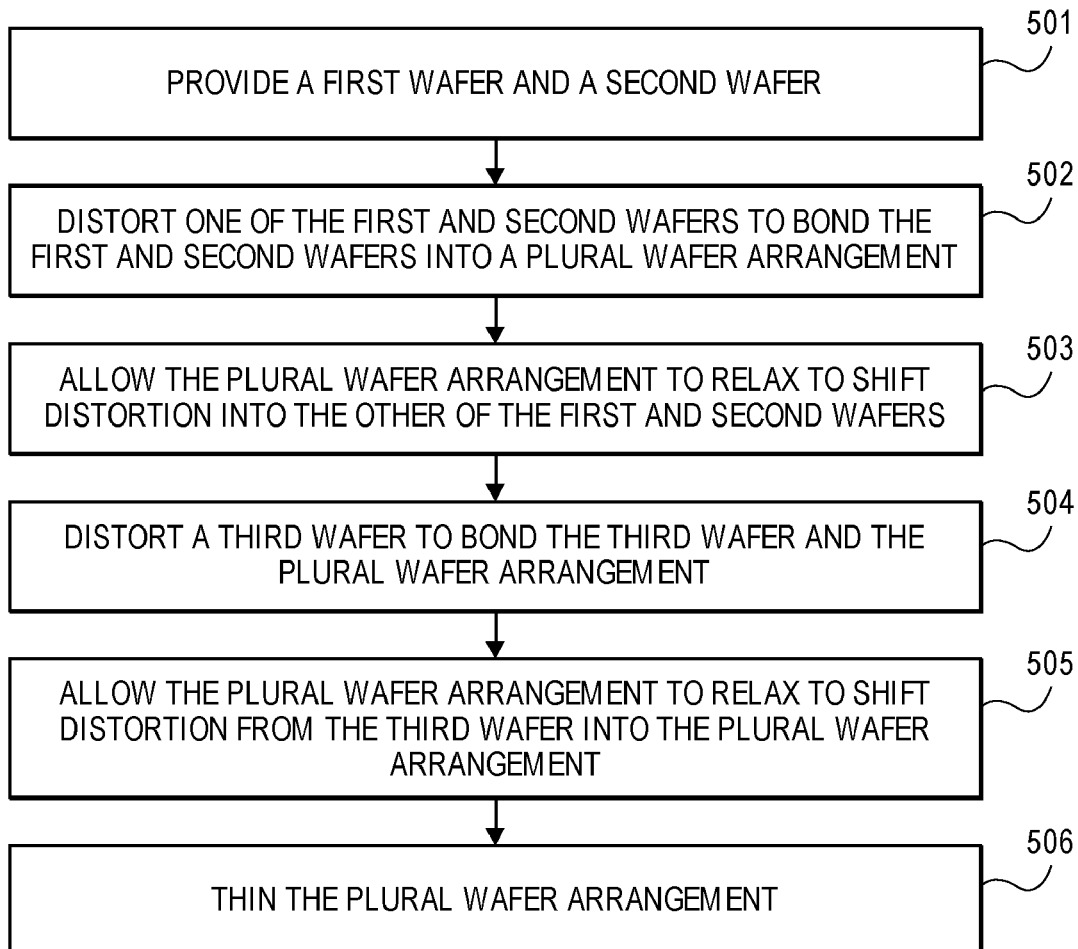 501
PROVIDE A FIRST WAFER AND A SECOND WAFER
502
DISTORT ONE OF THE FIRST AND SECOND WAFERS TO BOND THE
FIRST AND SECOND WAFERS INTO A PLURAL WAFER ARRANGEMENT
503
ALLOW THE PLURAL WAFER ARRANGEMENT TO RELAX TO SHIFT
DISTORTION INTO THE OTHER OF THE FIRST AND SECOND WAFERS
504
DISTORT A THIRD WAFER TO BOND THE THIRD WAFER AND THE
PLURAL WAFER ARRANGEMENT
505
ALLOW THE PLURAL WAFER ARRANGEMENT TO RELAX TO SHIFT
DISTORTION FROM THE THIRD WAFER INTO THE PLURAL WAFER
ARRANGEMENT
506
THIN THE PLURAL WAFER ARRANGEMENT